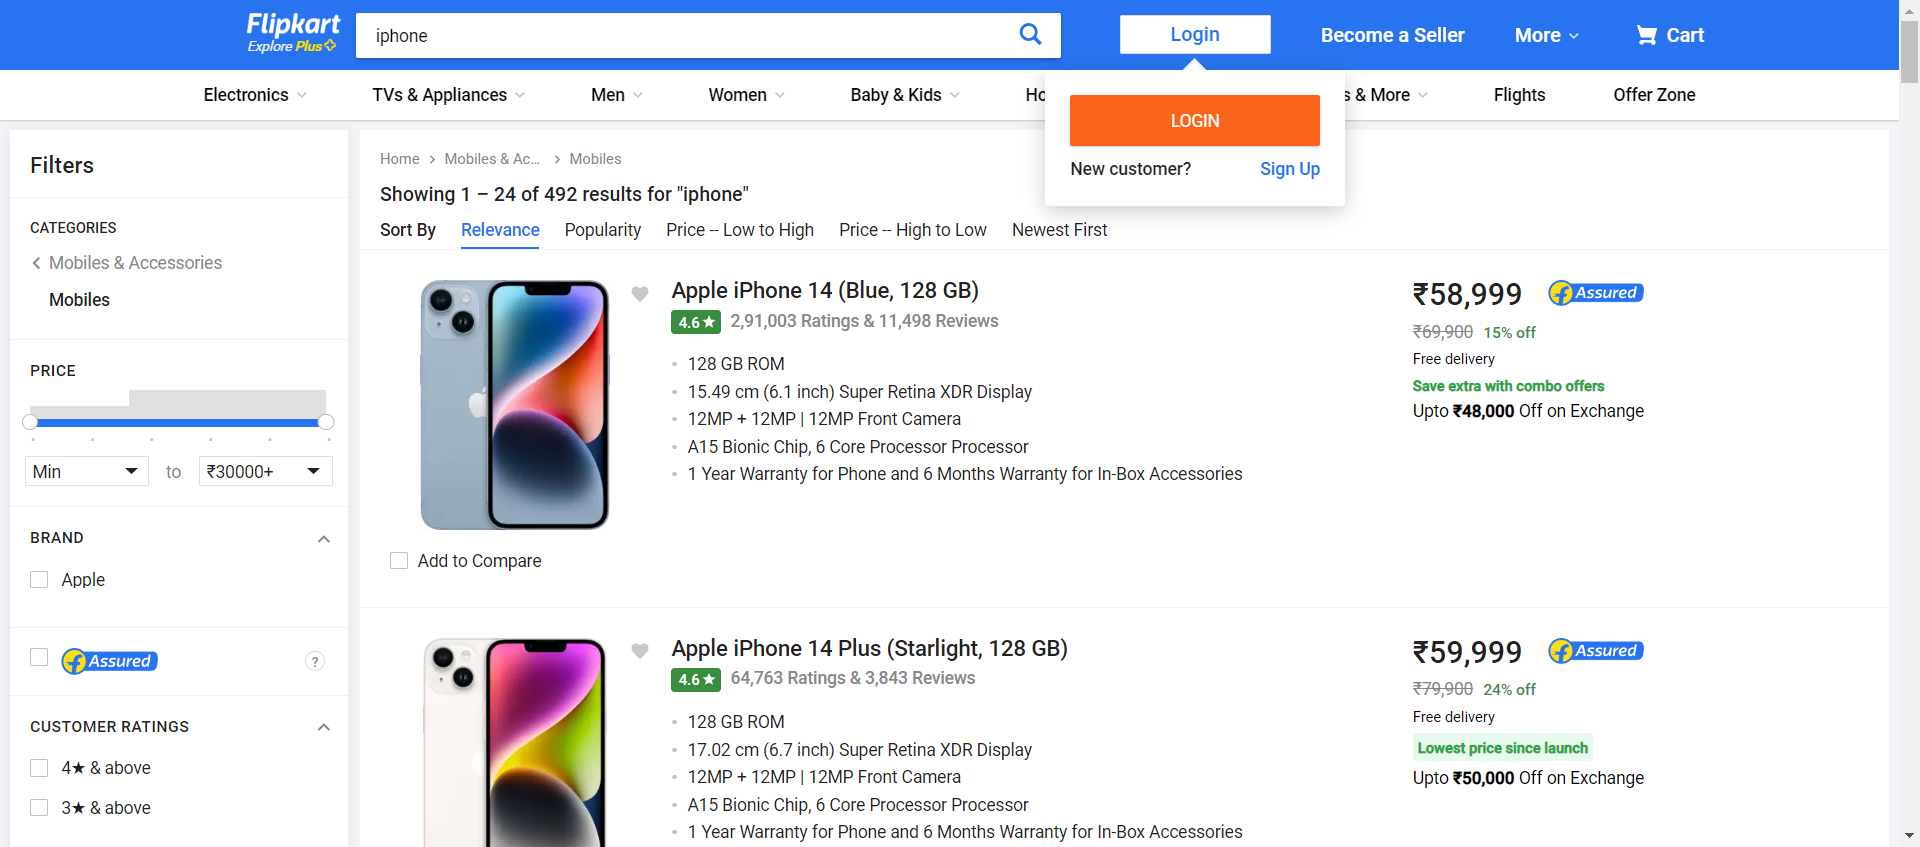 Flipkart
Explore Plus
iphone
Login
Become a Seller
More
Cart
Electronics
TVs & Appliances
Men
Women
Baby & Kids
Ho
s & More
Flights
Offer Zone
LOGIN
New customer? Sign Up
Filters
CATEGORIES
Mobiles & Accessories
Mobiles
PRICE
Min to ₹30000+
BRAND
Apple
Assured
?
CUSTOMER RATINGS
4★ & above
3★ & above
Home > Mobiles & Ac... > Mobiles
Showing 1 – 24 of 492 results for "iphone"
Sort By Relevance Popularity Price -- Low to High Price -- High to Low Newest First
Apple iPhone 14 (Blue, 128 GB)
4.6★ 2,91,003 Ratings & 11,498 Reviews
128 GB ROM
15.49 cm (6.1 inch) Super Retina XDR Display
12MP + 12MP | 12MP Front Camera
A15 Bionic Chip, 6 Core Processor Processor
1 Year Warranty for Phone and 6 Months Warranty for In-Box Accessories
Add to Compare
₹58,999 Assured
₹69,900 15% off
Free delivery
Save extra with combo offers
Upto ₹48,000 Off on Exchange
Apple iPhone 14 Plus (Starlight, 128 GB)
4.6★ 64,763 Ratings & 3,843 Reviews
128 GB ROM
17.02 cm (6.7 inch) Super Retina XDR Display
12MP + 12MP | 12MP Front Camera
A15 Bionic Chip, 6 Core Processor Processor
1 Year Warranty for Phone and 6 Months Warranty for In-Box Accessories
₹59,999 Assured
₹79,900 24% off
Free delivery
Lowest price since launch
Upto ₹50,000 Off on Exchange